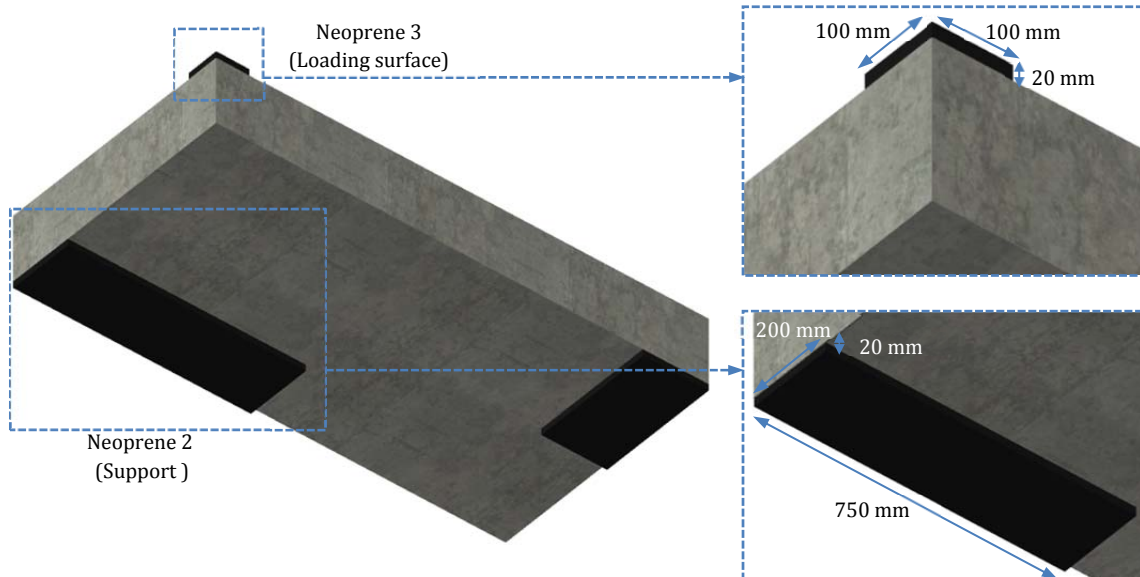 Neoprene 3
(Loading surface)
100 mm
100 mm
20 mm
Neoprene 2
(Support )
200 mm
20 mm
750 mm